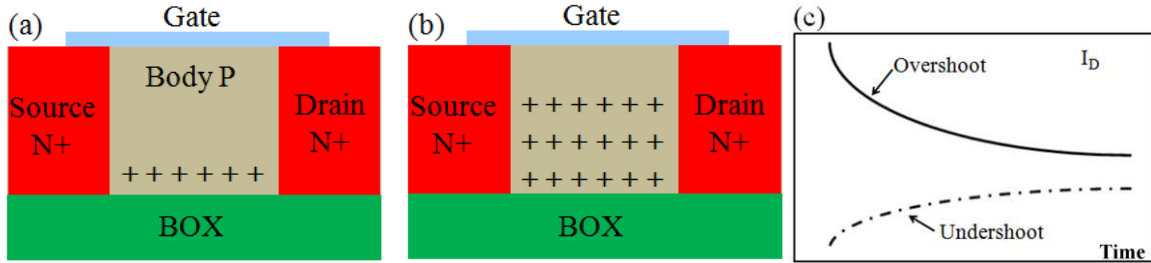 (a)
Gate
Body P
Source
N+
Drain
N+
+ + + + + +
BOX
(b)
Gate
Source
N+
Drain
N+
+ + + + + +
+ + + + + +
+ + + + + +
BOX
(c)
I_D
Overshoot
Undershoot
Time